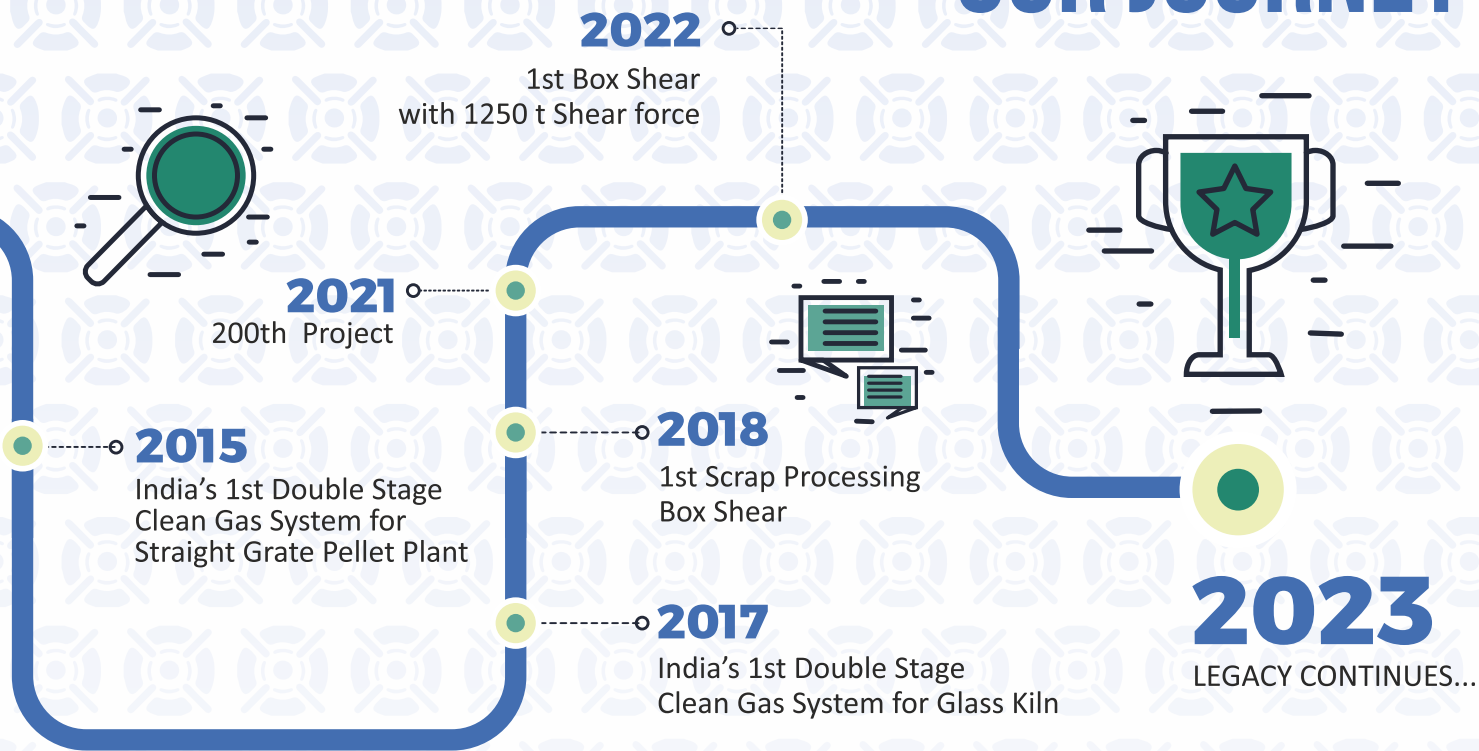 OUR JOURNEY
2022
1st Box Shear
with 1250 t Shear force
2021
200th Project
2015
India’s 1st Double Stage
Clean Gas System for
Straight Grate Pellet Plant
2018
1st Scrap Processing
Box Shear
2017
India’s 1st Double Stage
Clean Gas System for Glass Kiln
2023
LEGACY CONTINUES...